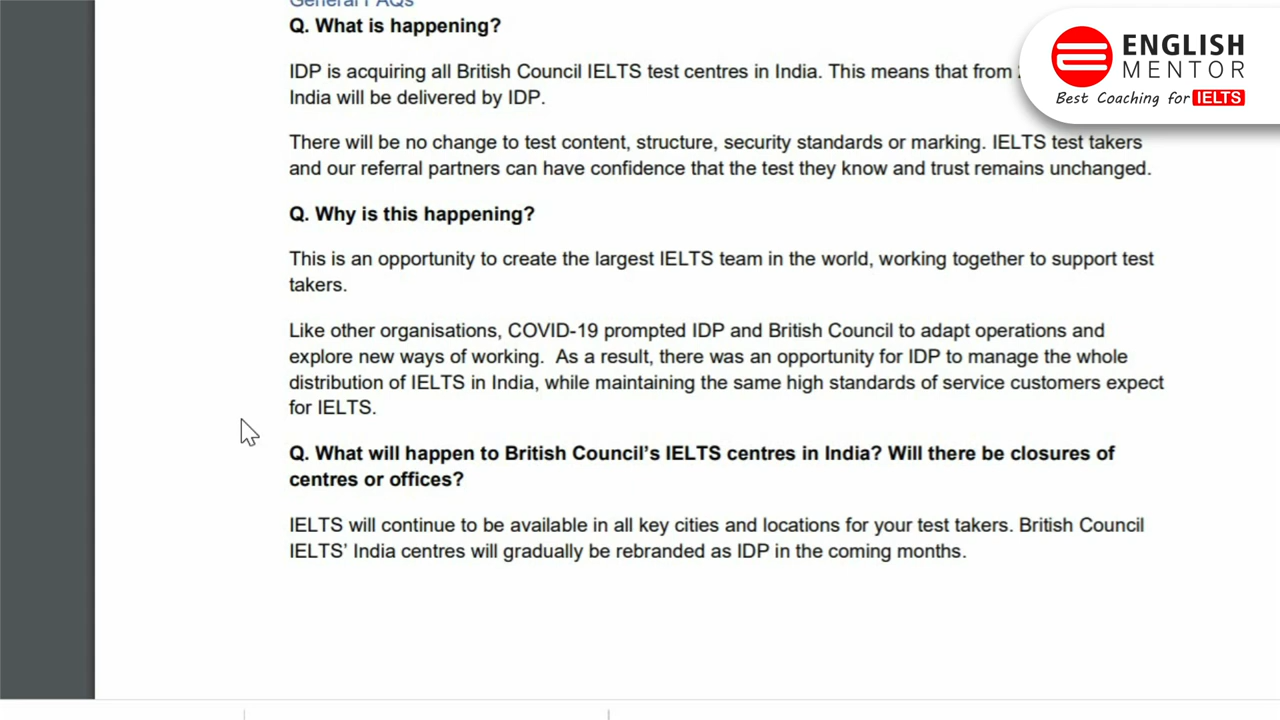 General FAQs
Q. What is happening?
IDP is acquiring all British Council IELTS test centres in India. This means that from
India will be delivered by IDP.
There will be no change to test content, structure, security standards or marking. IELTS test takers
and our referral partners can have confidence that the test they know and trust remains unchanged.
Q. Why is this happening?
This is an opportunity to create the largest IELTS team in the world, working together to support test
takers.
Like other organisations, COVID-19 prompted IDP and British Council to adapt operations and
explore new ways of working. As a result, there was an opportunity for IDP to manage the whole
distribution of IELTS in India, while maintaining the same high standards of service customers expect
for IELTS.
Q. What will happen to British Council's IELTS centres in India? Will there be closures of
centres or offices?
IELTS will continue to be available in all key cities and locations for your test takers. British Council
IELTS' India centres will gradually be rebranded as IDP in the coming months.
ENGLISH
MENTOR
Best Coaching for IELTS